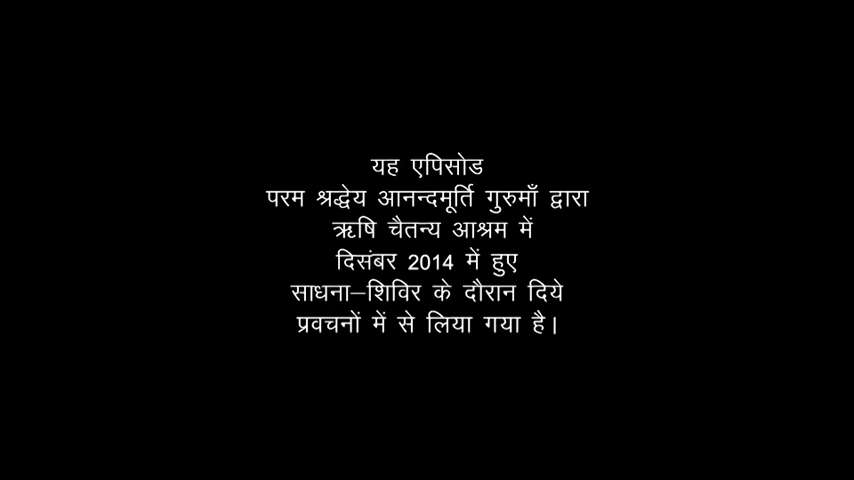 यह एपिसोड
परम श्रद्धेय आनन्दमूर्ति गुरुमाँ द्वारा
ऋषि चैतन्य आश्रम में
दिसंबर 2014 में हुए
साधना–शिविर के दौरान दिये
प्रवचनों में से लिया गया है।